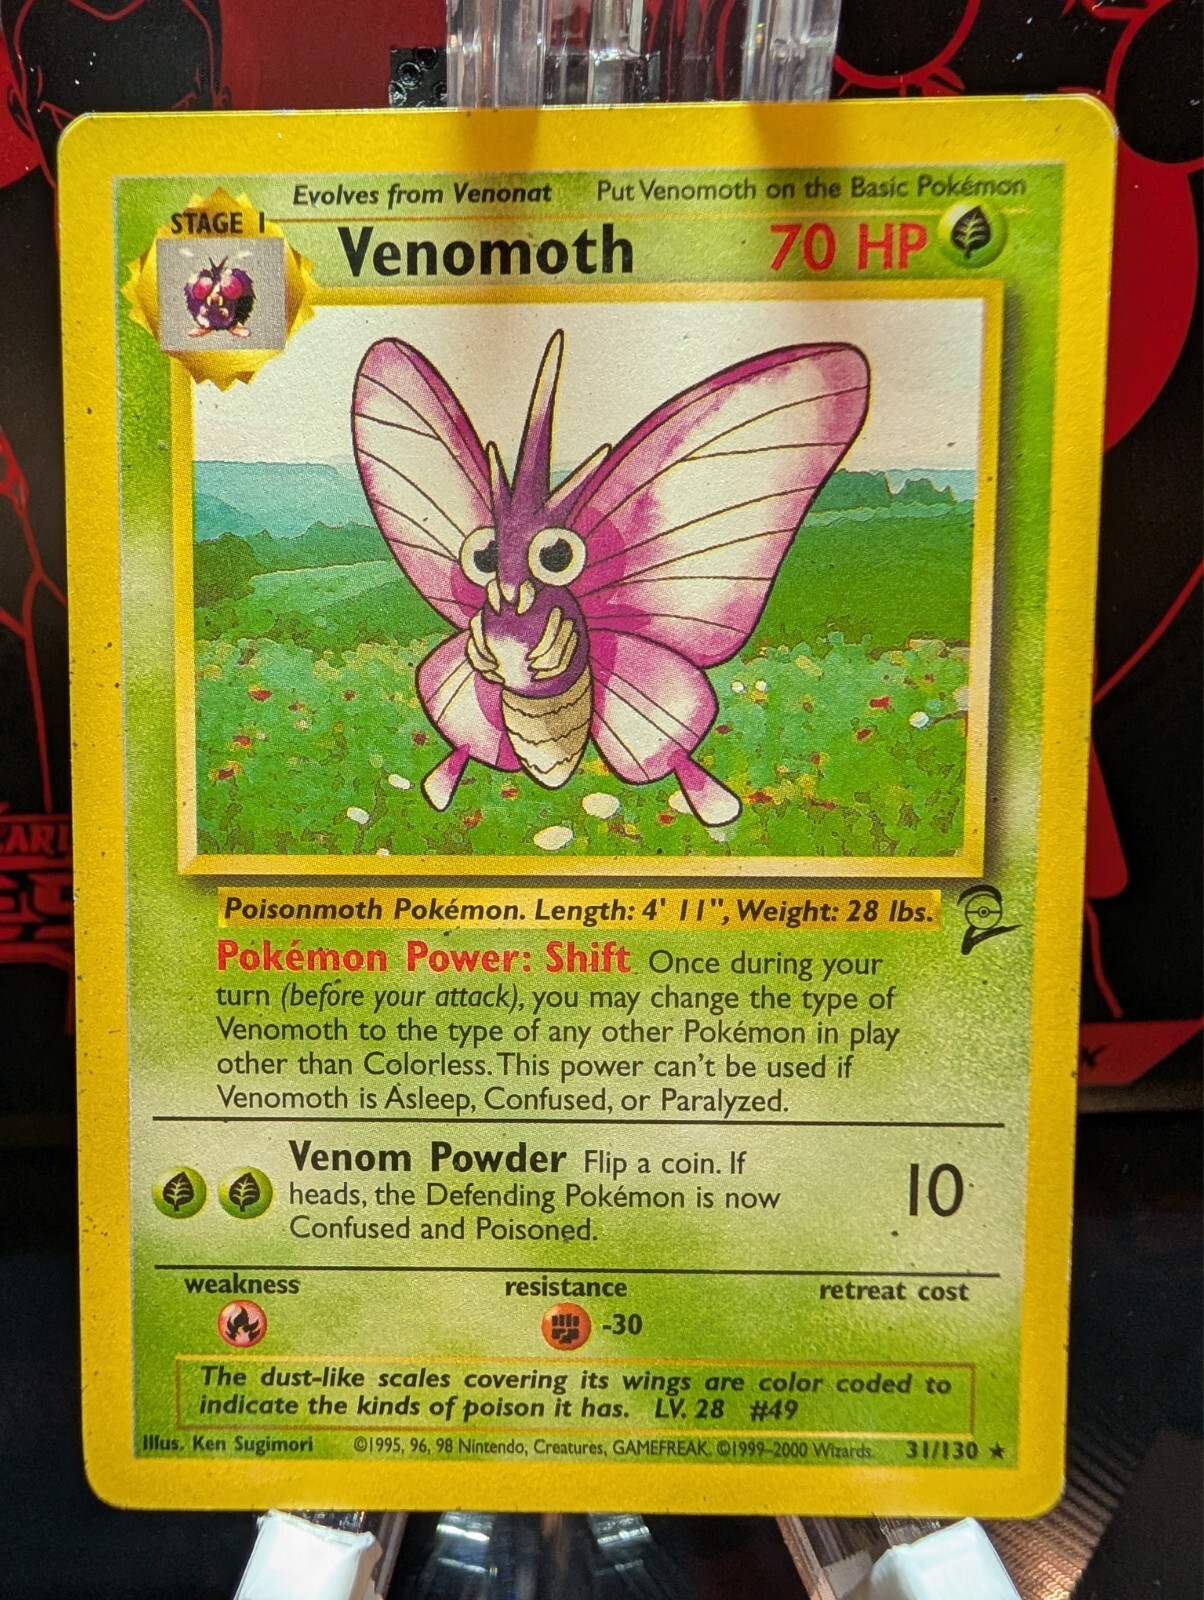 Evolves from Venonat Put Venomoth on the Basic Pokémon
STAGE 1
Venomoth 70 HP
Poisonmoth Pokémon. Length: 4' 11", Weight: 28 lbs.
Pokémon Power: Shift Once during your
turn (before your attack), you may change the type of
Venomoth to the type of any other Pokémon in play
other than Colorless. This power can't be used if
Venomoth is Asleep, Confused, or Paralyzed.
Venom Powder Flip a coin. If
heads, the Defending Pokémon is now
Confused and Poisoned.
10
weakness resistance retreat cost
-30
The dust-like scales covering its wings are color coded to
indicate the kinds of poison it has. LV. 28 #49
Illus. Ken Sugimori ©1995, 96, 98 Nintendo, Creatures, GAMEFREAK. ©1999-2000 Wizards. 31/130 ★